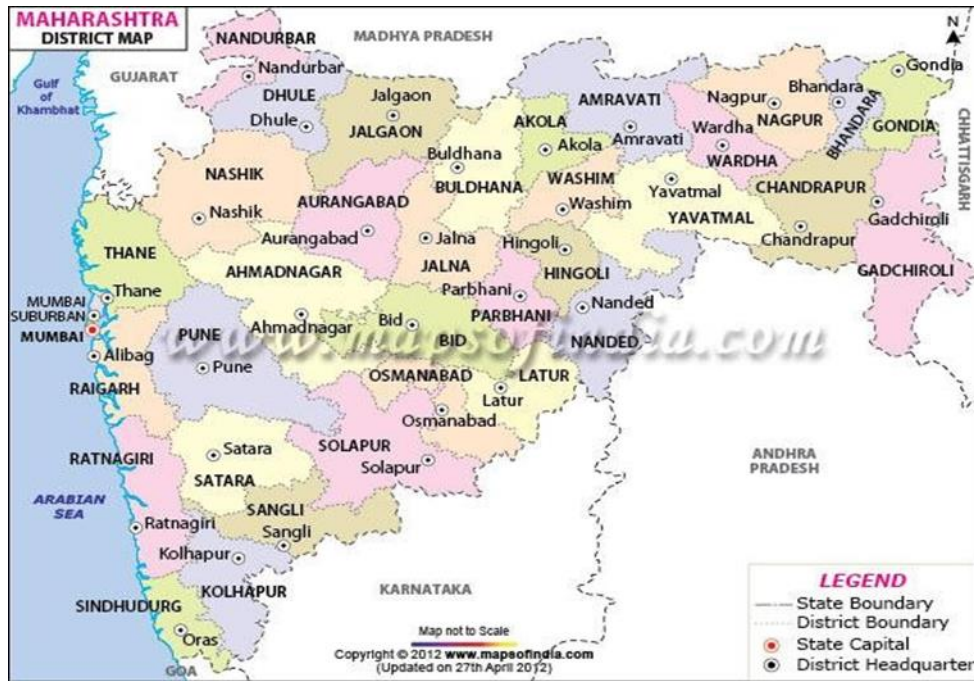 MAHARASHTRA
DISTRICT MAP
NANDURBAR
MADHYA PRADESH
N
GUJARAT
Nandurbar
Gondia
Gulf
of
Khambhat
DHULE
Jalgaon
AMRAVATI
Nagpur
Bhandara
Dhule
JALGAON
AKOLA
Amravati
NAGPUR
BHANDARA
GONDIA
CHHATTISGARH
Wardha
WARDHA
Akola
Buldhana
BULDHANA
NASHIK
WASHIM
Yavatmal
CHANDRAPUR
AURANGABAD
Washim
YAVATMAL
Gadchiroli
Nashik
Aurangabad
Jalna
Hingoli
Chandrapur
THANE
AHMADNAGAR
JALNA
HINGOLI
GADCHIROLI
Thane
Parbhani
PARBHANI
Nanded
NANDED
MUMBAI
SUBURBAN
MUMBAI
PUNE
Ahmadnagar
Bid
BID
www.mapsofindia.com
Alibag
Pune
OSMANABAD
LATUR
RAIGARH
Latur
Osmanabad
RATNAGIRI
Satara
SOLAPUR
Solapur
ANDHRA
PRADESH
SATARA
ARABIAN
SEA
SANGLI
Ratnagiri
Sangli
Kolhapur
KOLHAPUR
KARNATAKA
SINDHUDURG
Oras
GOA
Map not to Scale
Copyright © 2012 www.mapsofindia.com
(Updated on 27th April 2012)
LEGEND
State Boundary
District Boundary
State Capital
District Headquarter